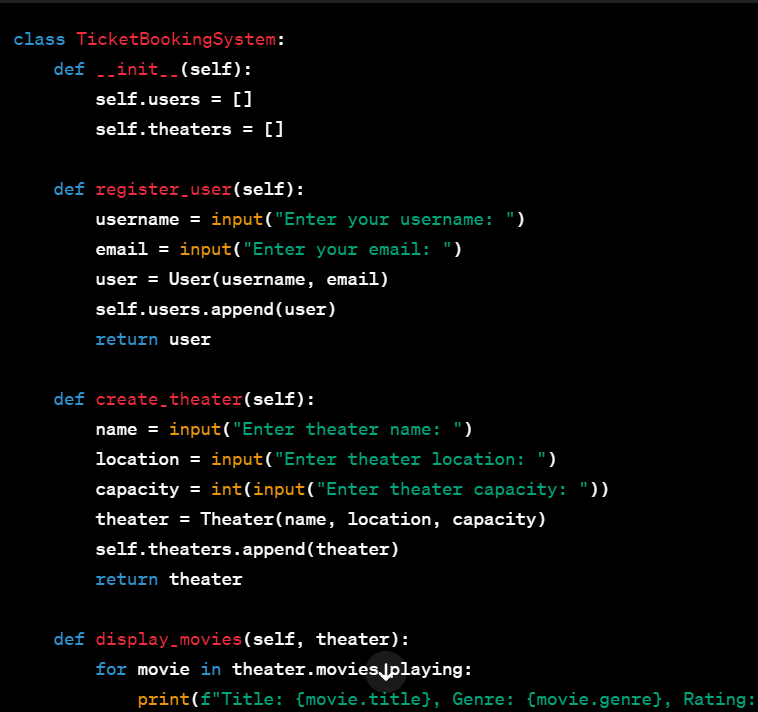 class TicketBookingSystem:
    def __init__(self):
        self.users = []
        self.theaters = []

    def register_user(self):
        username = input("Enter your username: ")
        email = input("Enter your email: ")
        user = User(username, email)
        self.users.append(user)
        return user

    def create_theater(self):
        name = input("Enter theater name: ")
        location = input("Enter theater location: ")
        capacity = int(input("Enter theater capacity: "))
        theater = Theater(name, location, capacity)
        self.theaters.append(theater)
        return theater

    def display_movies(self, theater):
        for movie in theater.movies_playing:
            print(f"Title: {movie.title}, Genre: {movie.genre}, Rating: